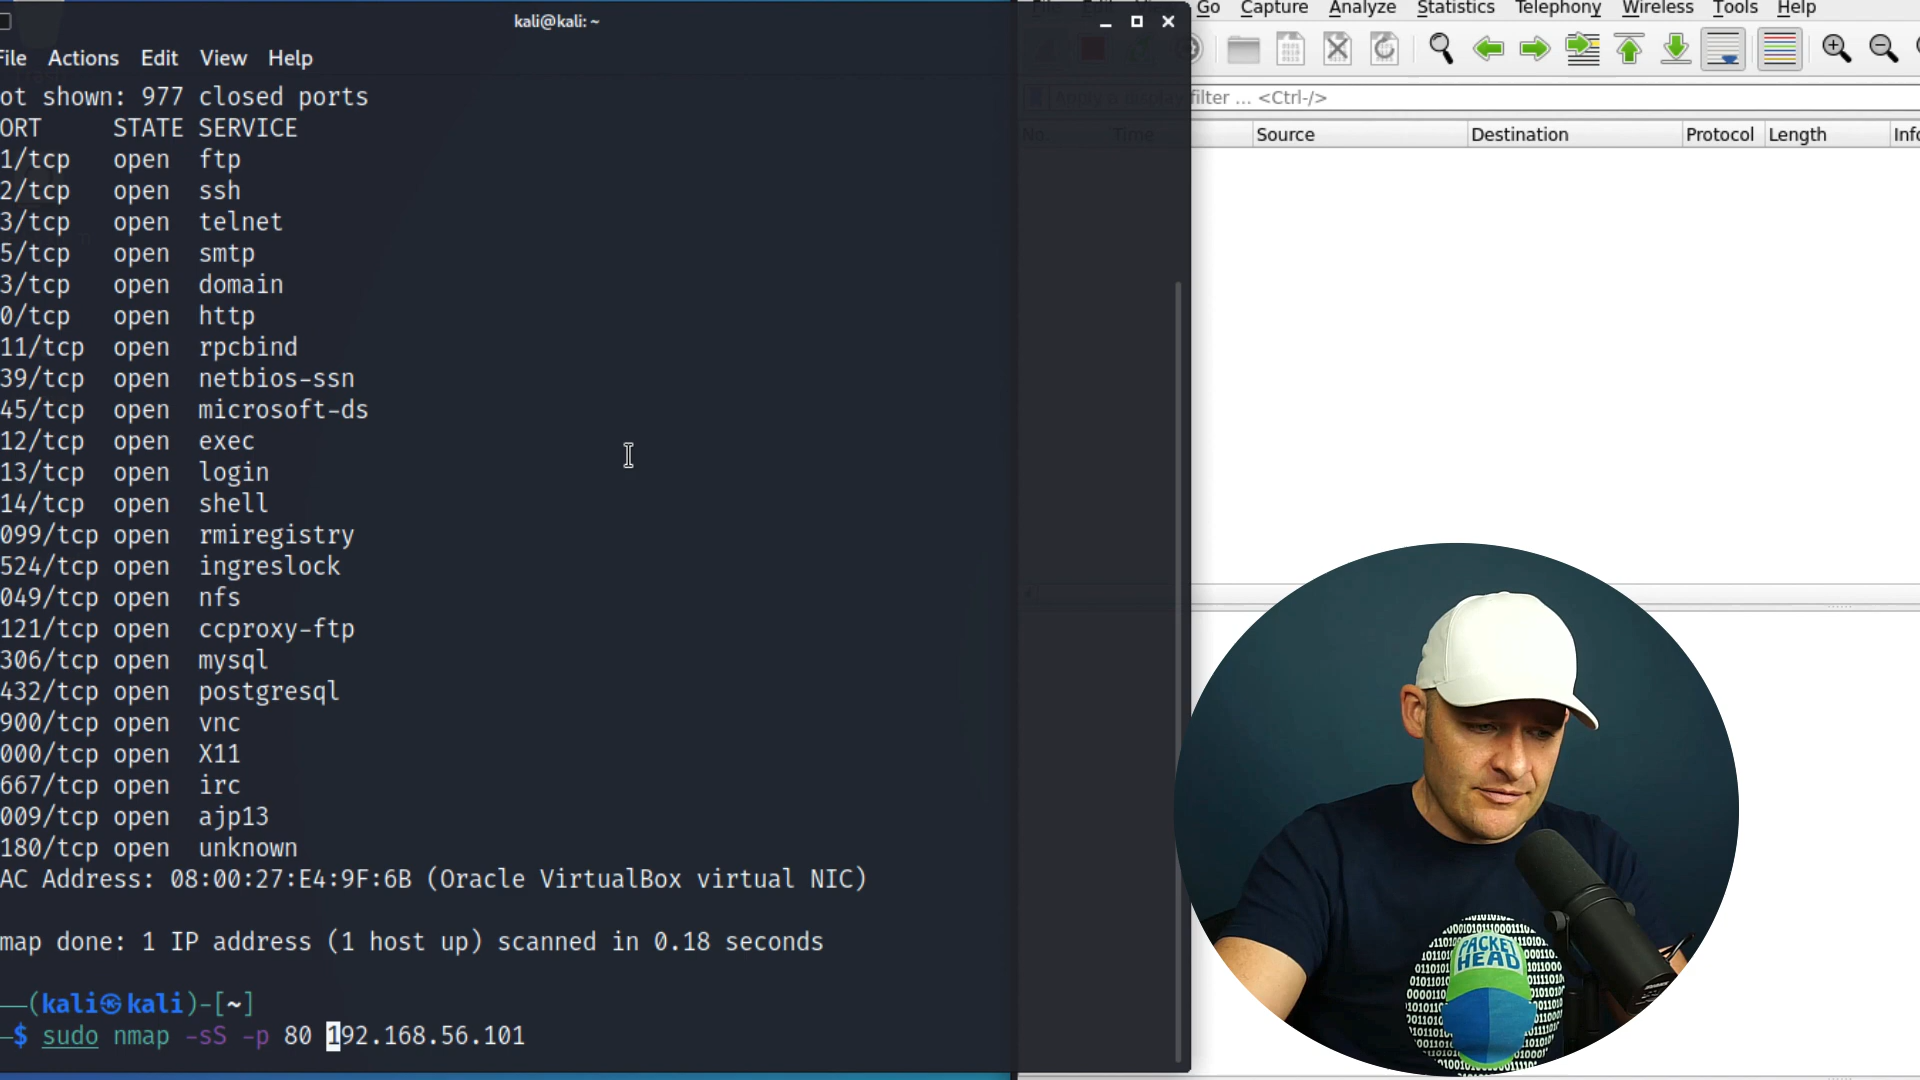 kali@kali: ~
File Actions Edit View Help
ot shown: 977 closed ports
ORT STATE SERVICE
1/tcp open ftp
2/tcp open ssh
3/tcp open telnet
5/tcp open smtp
3/tcp open domain
0/tcp open http
11/tcp open rpcbind
39/tcp open netbios-ssn
45/tcp open microsoft-ds
12/tcp open exec
13/tcp open login
14/tcp open shell
099/tcp open rmiregistry
524/tcp open ingreslock
049/tcp open nfs
121/tcp open ccproxy-ftp
306/tcp open mysql
432/tcp open postgresql
900/tcp open vnc
000/tcp open X11
667/tcp open irc
009/tcp open ajp13
180/tcp open unknown
AC Address: 08:00:27:E4:9F:6B (Oracle VirtualBox virtual NIC)
map done: 1 IP address (1 host up) scanned in 0.18 seconds
(kali㉿kali)-[~]
$ sudo nmap -sS -p 80 192.168.56.101
Go Capture Analyze Statistics Telephony Wireless Tools Help
Apply a display filter ... <Ctrl-/>
No. Time Source Destination Protocol Length Info
PACKET
HEAD